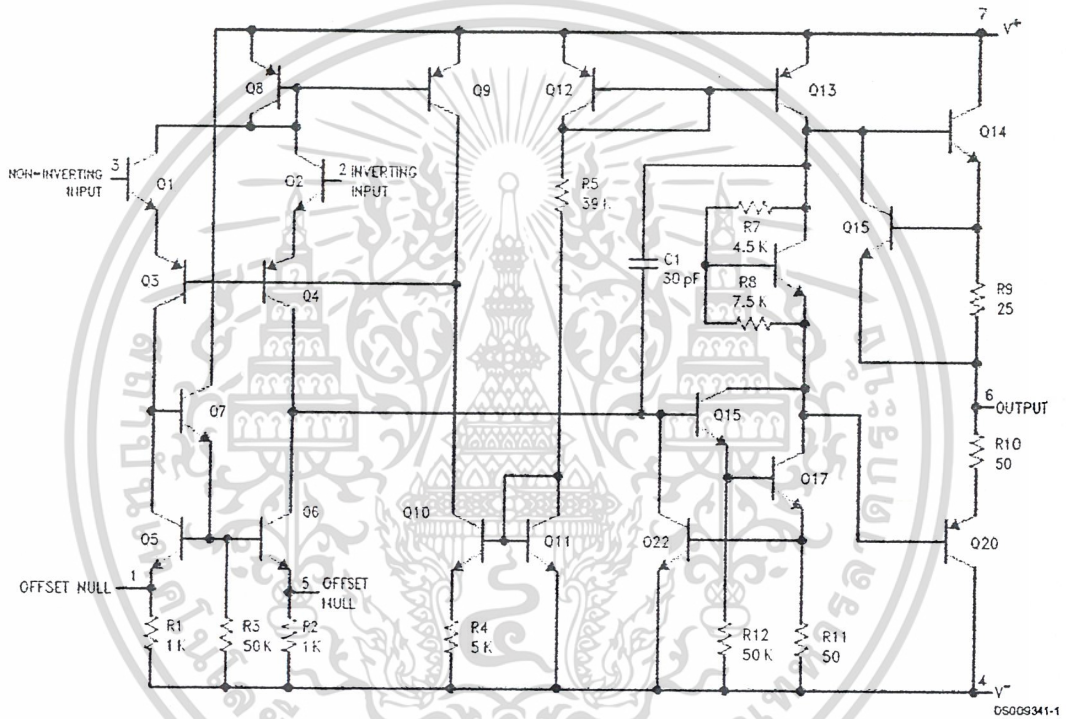 7 V+
Q8
Q9
Q12
Q13
Q14
NON-INVERTING
INPUT
3
Q1
Q2
2 INVERTING
INPUT
R5
39 K
Q15
R7
4.5 K
R8
7.5 K
C1
30 pF
Q3
Q4
R9
25
Q7
Q15
6
OUTPUT
R10
50
Q17
Q5
Q6
Q10
Q11
Q22
Q20
OFFSET NULL
1
5 OFFSET
NULL
R1
1 K
R3
50K
R2
1K
R4
5 K
R12
50 K
R11
50
4 V-
DS009341-1